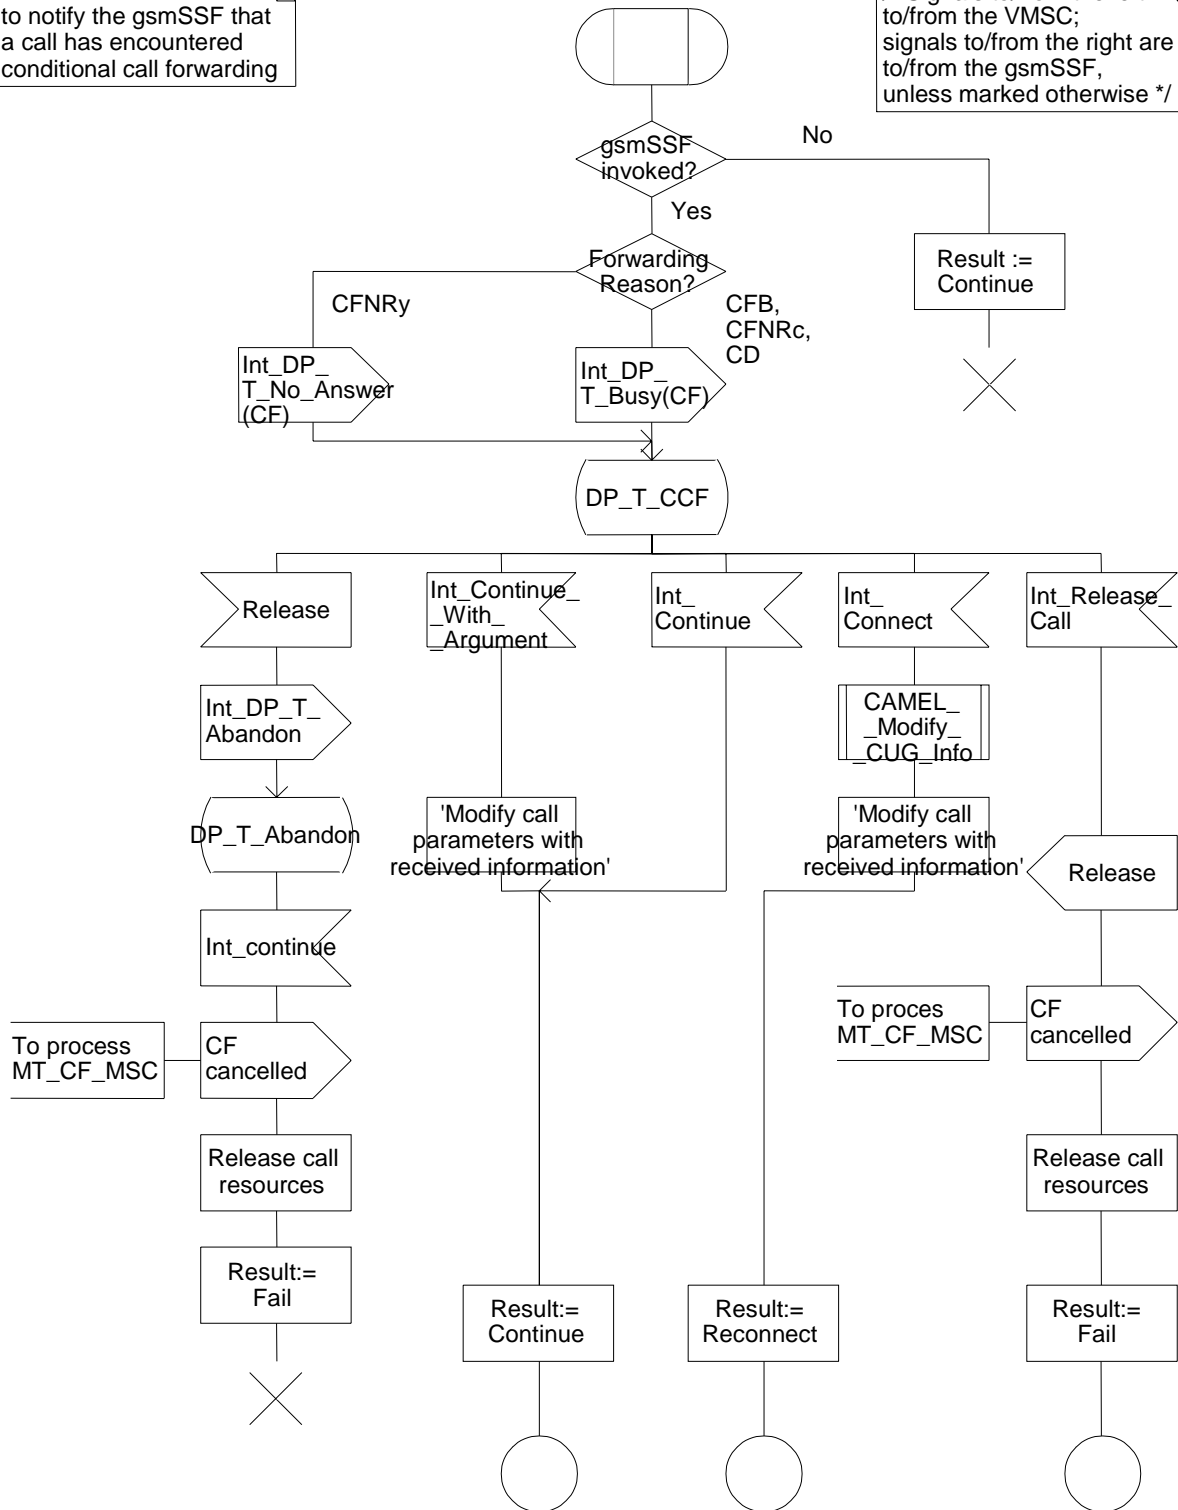 to notify the gsmSSF that
a call has encountered
conditional call forwarding
to/from the VMSC;
signals to/from the right are
to/from the gsmSSF,
unless marked otherwise */
gsmSSF
invoked?
No
Yes
Forwarding
Reason?
Result :=
Continue
CFNRy
CFB,
CFNRc,
CD
Int_DP_
T_No_Answer
(CF)
Int_DP_
T_Busy(CF)
DP_T_CCF
Release
Int_Continue_
_With_
_Argument
Int_
Continue
Int_
Connect
Int_Release_
Call
Int_DP_T_
Abandon
CAMEL_
_Modify_
_CUG_Info
DP_T_Abandon
'Modify call
parameters with
received information'
'Modify call
parameters with
received information'
Release
Int_continue
To process
MT_CF_MSC
CF
cancelled
To proces
MT_CF_MSC
CF
cancelled
Release call
resources
Release call
resources
Result:=
Fail
Result:=
Continue
Result:=
Reconnect
Result:=
Fail